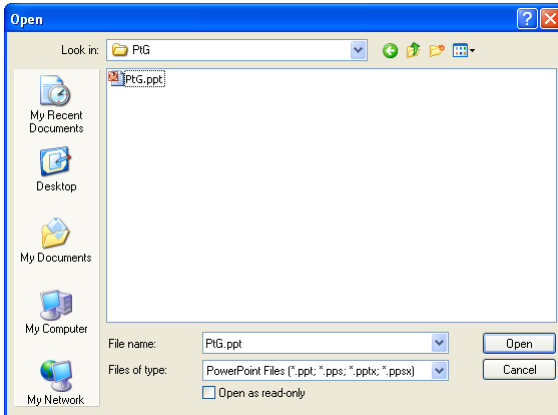 Open
Look in:
PtG
PtG.ppt
My Recent
Documents
Desktop
My Documents
My Computer
My Network
File name:
PtG.ppt
Open
Files of type:
PowerPoint Files (*.ppt; *.pps; *.pptx; *.ppsx)
Cancel
Open as read-only